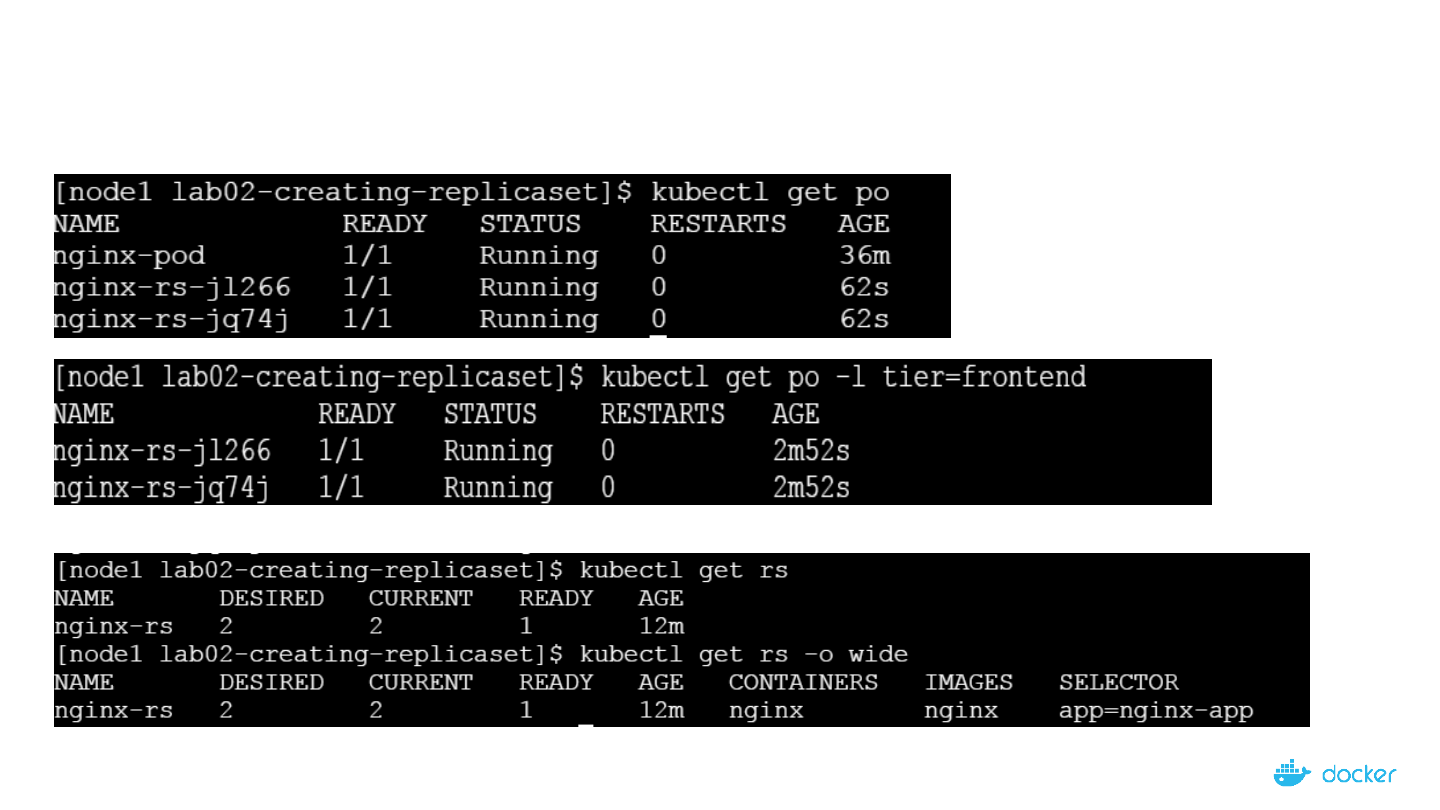 [node1 lab02-creating-replicaset]$ kubectl get po
NAME READY STATUS RESTARTS AGE
nginx-pod 1/1 Running 0 36m
nginx-rs-jl266 1/1 Running 0 62s
nginx-rs-jq74j 1/1 Running 0 62s
[node1 lab02-creating-replicaset]$ kubectl get po -l tier=frontend
NAME READY STATUS RESTARTS AGE
nginx-rs-jl266 1/1 Running 0 2m52s
nginx-rs-jq74j 1/1 Running 0 2m52s
[node1 lab02-creating-replicaset]$ kubectl get rs
NAME DESIRED CURRENT READY AGE
nginx-rs 2 2 1 12m
[node1 lab02-creating-replicaset]$ kubectl get rs -o wide
NAME DESIRED CURRENT READY AGE CONTAINERS IMAGES SELECTOR
nginx-rs 2 2 1 12m nginx nginx app=nginx-app
docker